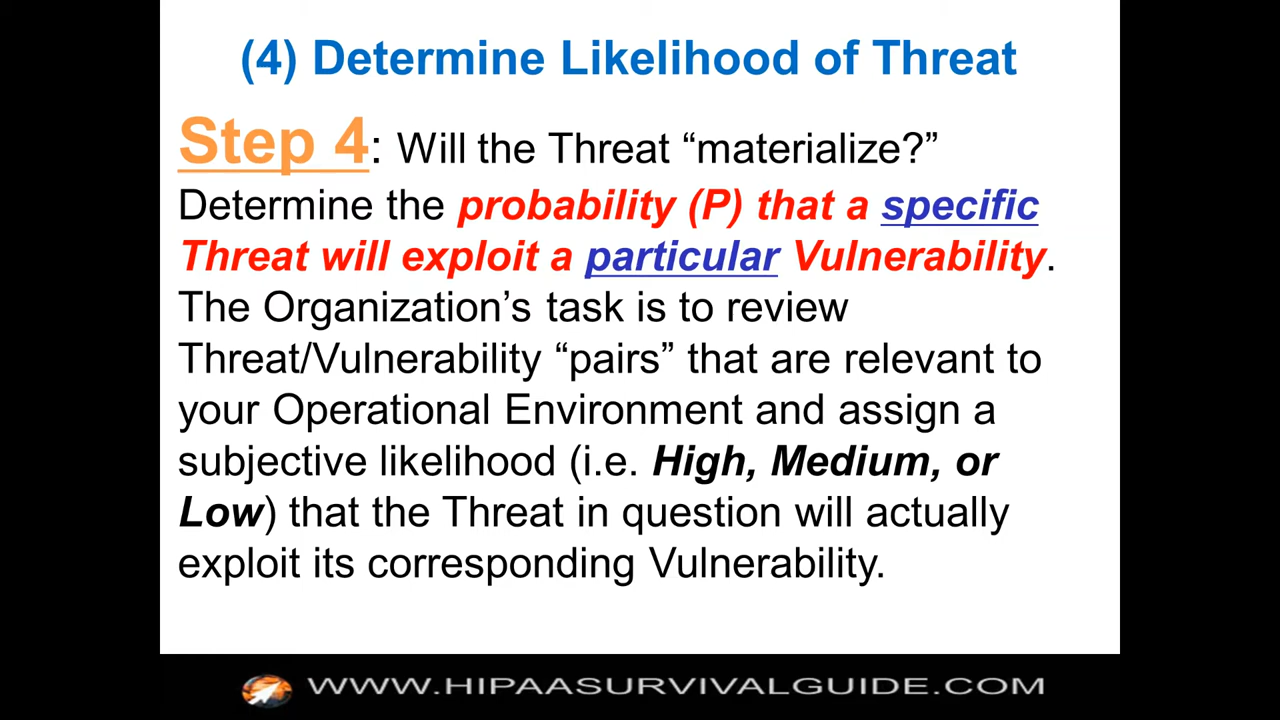 (4) Determine Likelihood of Threat
Step 4: Will the Threat “materialize?”
Determine the probability (P) that a specific
Threat will exploit a particular Vulnerability.
The Organization’s task is to review
Threat/Vulnerability “pairs” that are relevant to
your Operational Environment and assign a
subjective likelihood (i.e. High, Medium, or
Low) that the Threat in question will actually
exploit its corresponding Vulnerability.
WWW.HIPAASURVIVALGUIDE.COM